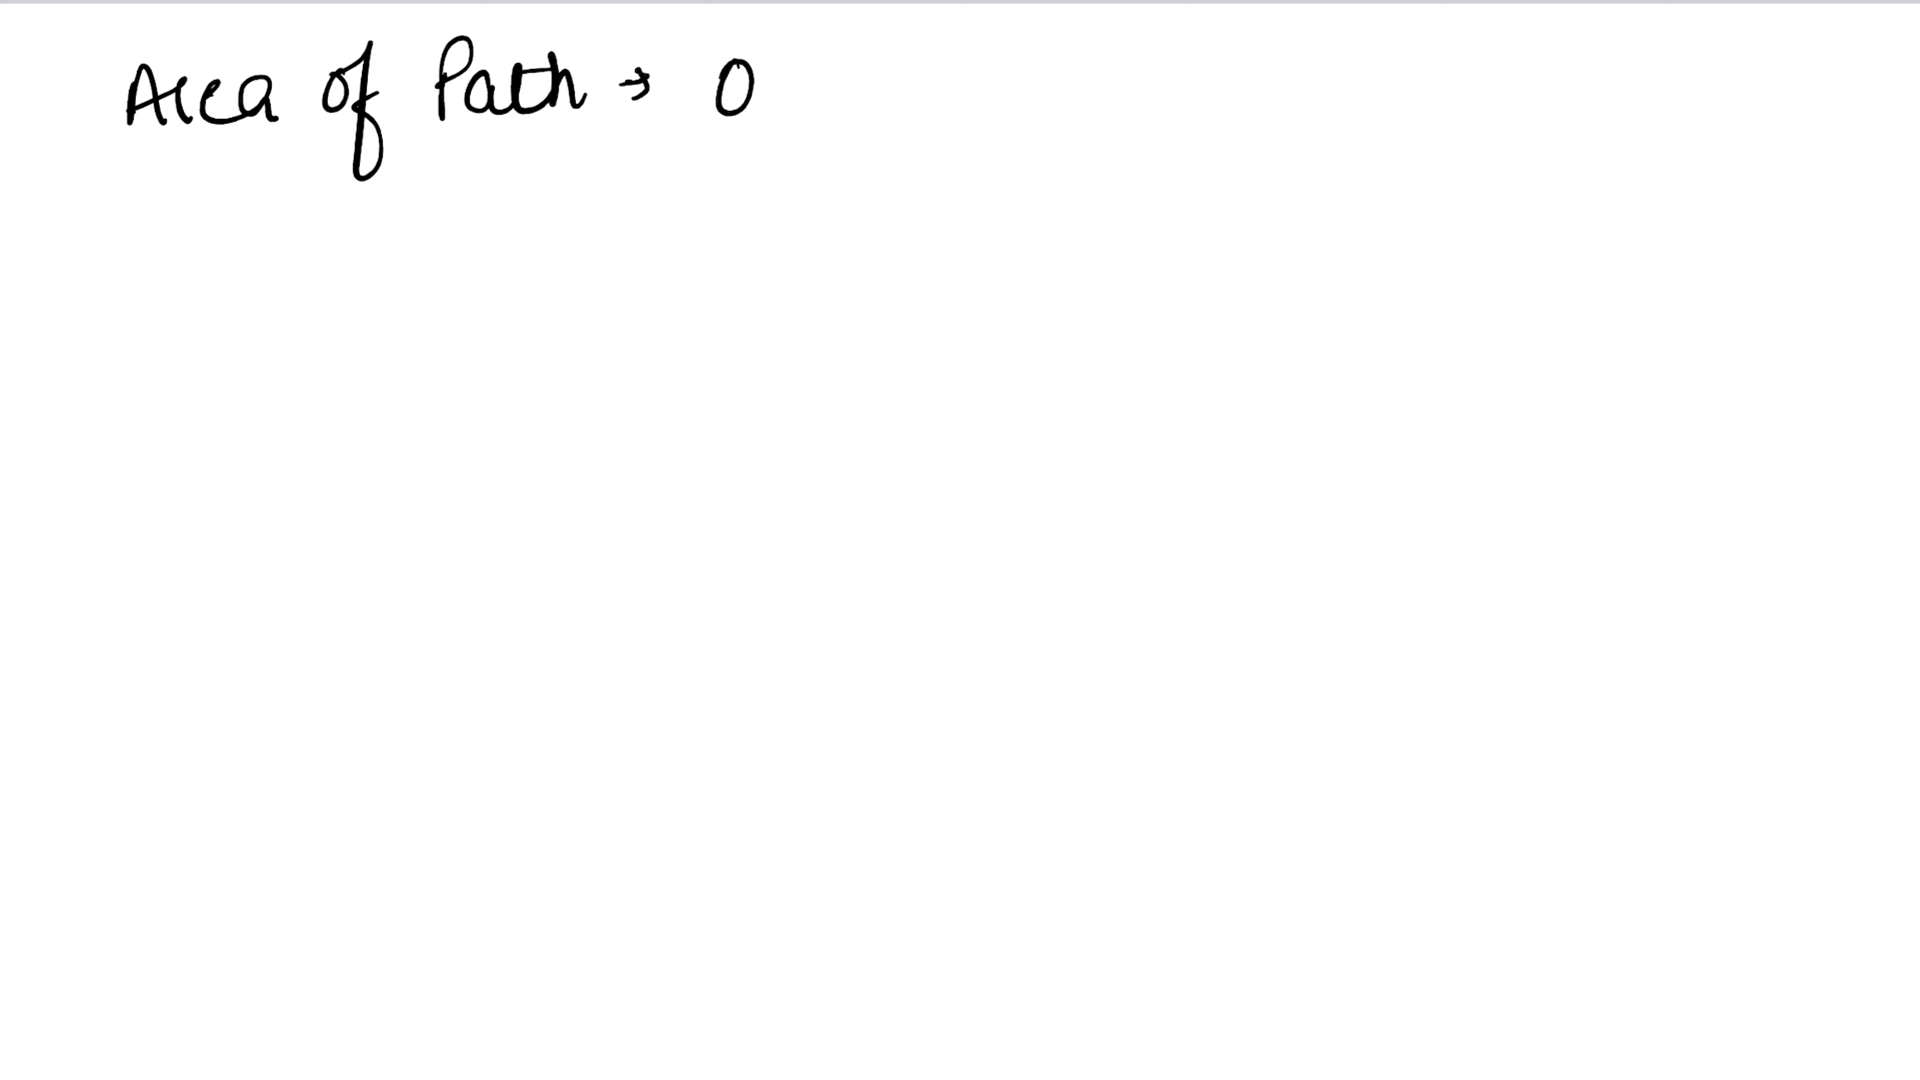 Area of Path → 0